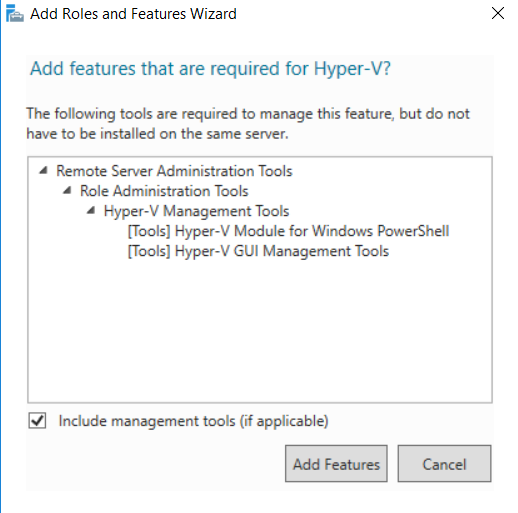 Add Roles and Features Wizard
Add features that are required for Hyper-V?
The following tools are required to manage this feature, but do not
have to be installed on the same server.
Remote Server Administration Tools
Role Administration Tools
Hyper-V Management Tools
[Tools] Hyper-V Module for Windows PowerShell
[Tools] Hyper-V GUI Management Tools
Include management tools (if applicable)
Add Features
Cancel